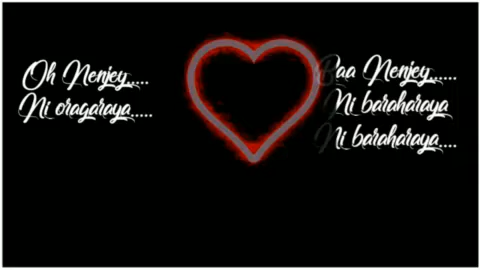 Oh Nenjey.....
Ni oragaraya.....
Baa Nenjey.....
Ni baraharaya
Ni baraharaya....